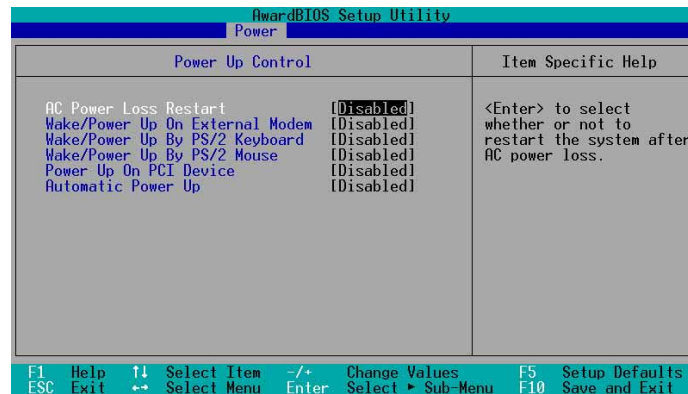 AwardBIOS Setup Utility
Power
Power Up Control
Item Specific Help
AC Power Loss Restart [Disabled]
Wake/Power Up On External Modem [Disabled]
Wake/Power Up By PS/2 Keyboard [Disabled]
Wake/Power Up By PS/2 Mouse [Disabled]
Power Up On PCI Device [Disabled]
Automatic Power Up [Disabled]
<Enter> to select
whether or not to
restart the system after
AC power loss.
F1 Help ↑↓ Select Item -/+ Change Values F5 Setup Defaults
ESC Exit ←→ Select Menu Enter Select ► Sub-Menu F10 Save and Exit